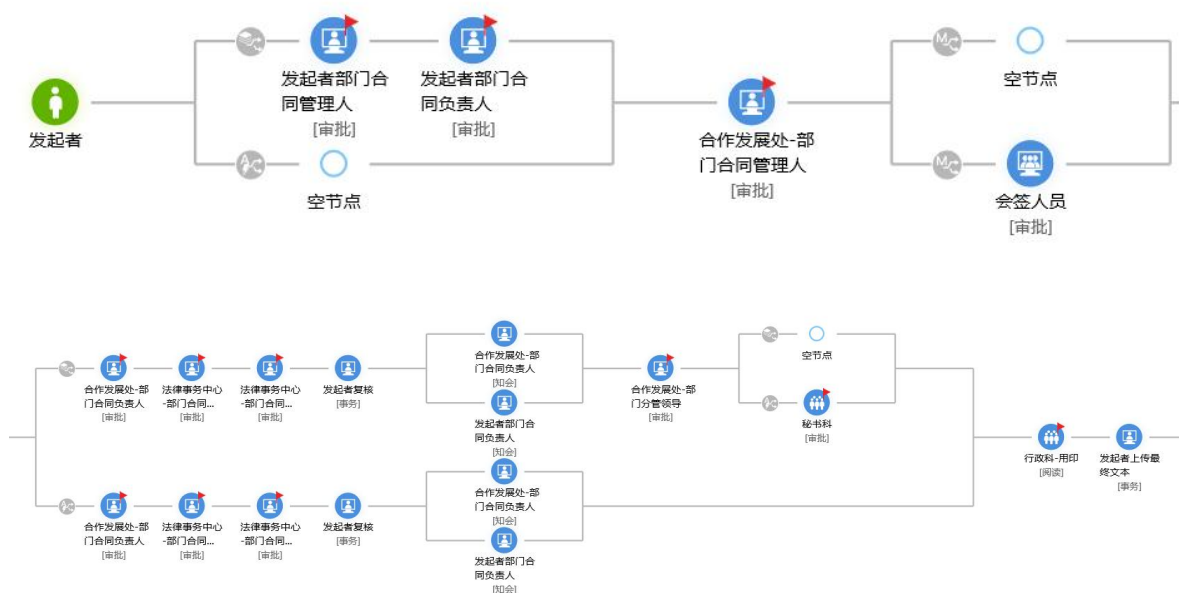 发起者
发起者部门合
同管理人
[审批]
发起者部门合
同负责人
[审批]
空节点
合作发展处-部
门合同管理人
[审批]
空节点
会签人员
[审批]
合作发展处-部
门合同负责人
[审批]
法律事务中心
-部门合同...
[审批]
法律事务中心
-部门合同...
[审批]
发起者复核
[事务]
合作发展处-部
门合同负责人
[知会]
发起者部门合
同负责人
[知会]
合作发展处-部
门分管领导
[审批]
空节点
秘书科
[审批]
合作发展处-部
门合同负责人
[审批]
法律事务中心
-部门合同...
[审批]
法律事务中心
-部门合同...
[审批]
发起者复核
[事务]
合作发展处-部
门合同负责人
[知会]
发起者部门合
同负责人
[知会]
行政科-用印
[阅读]
发起者上传最
终文本
[事务]